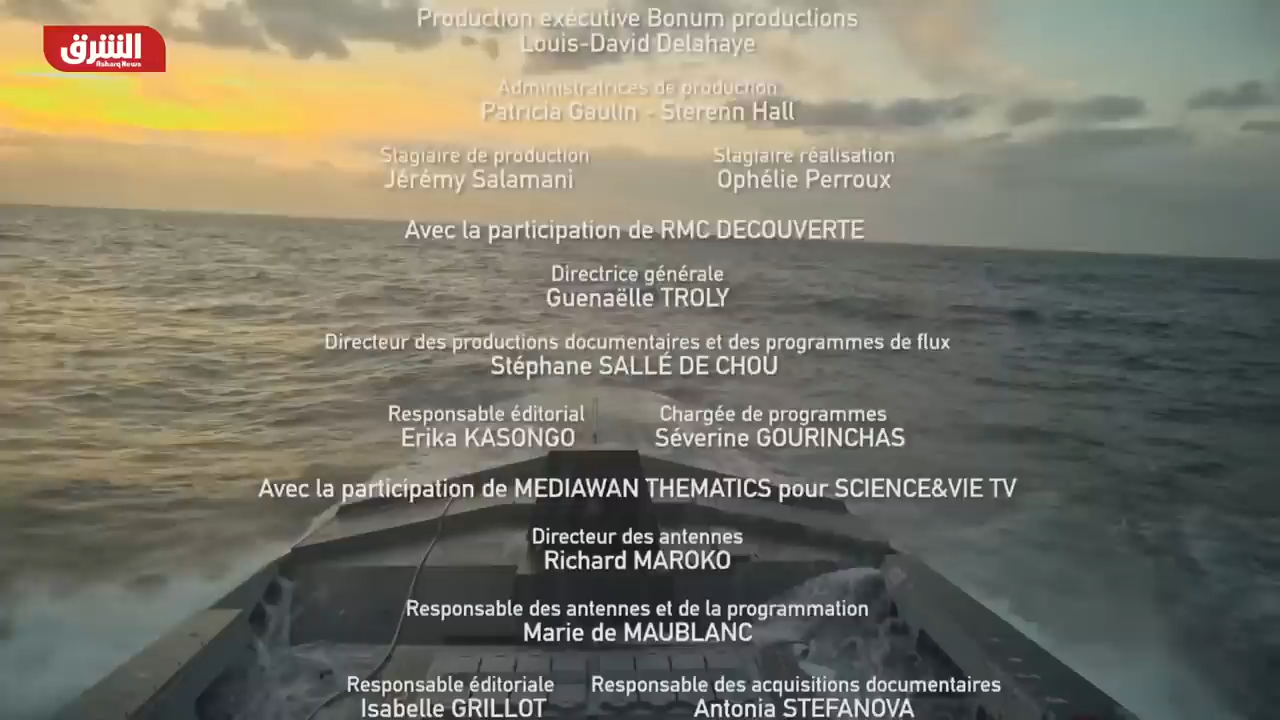 الشرق
Asharq News
Production exécutive Bonum productions
Louis-David Delahaye
Administratrices de production
Patricia Gaulin - Sterenn Hall
Stagiaire de production
Jérémy Salamani
Stagiaire réalisation
Ophélie Perroux
Avec la participation de RMC DECOUVERTE
Directrice générale
Guenaëlle TROLY
Directeur des productions documentaires et des programmes de flux
Stéphane SALLÉ DE CHOU
Responsable éditorial
Erika KASONGO
Chargée de programmes
Séverine GOURINCHAS
Avec la participation de MEDIAWAN THEMATICS pour SCIENCE&VIE TV
Directeur des antennes
Richard MAROKO
Responsable des antennes et de la programmation
Marie de MAUBLANC
Responsable éditoriale
Isabelle GRILLOT
Responsable des acquisitions documentaires
Antonia STEFANOVA